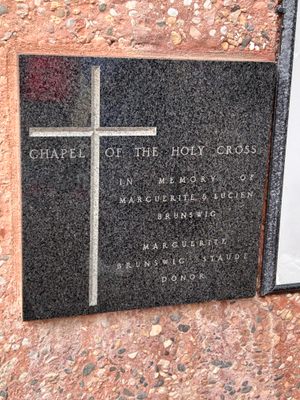 CHAPEL OF THE HOLY CROSS
IN MEMORY OF
MARGUERITE & LUCIEN
BRUNSWIG
MARGUERITE
BRUNSWIG STAUDE
DONOR